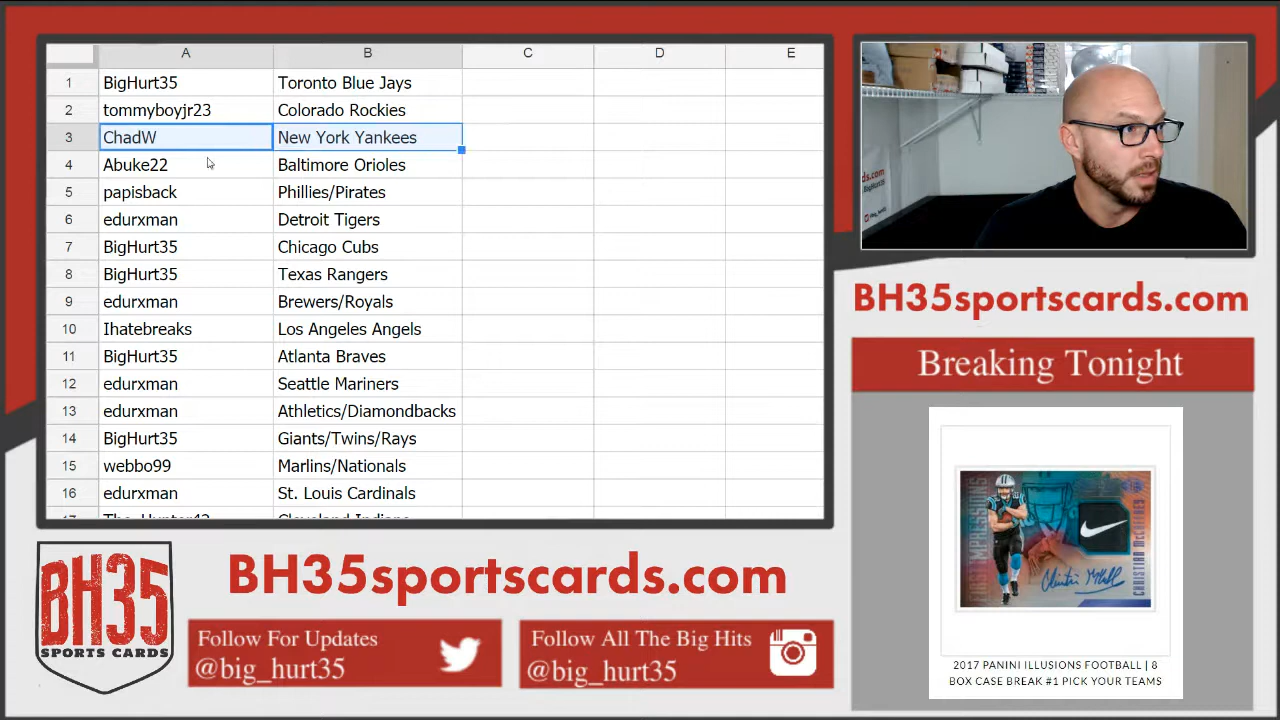 A B C D E
1 BigHurt35 Toronto Blue Jays
2 tommyboyjr23 Colorado Rockies
3 ChadW New York Yankees
4 Abuke22 Baltimore Orioles
5 papisback Phillies/Pirates
6 edurxman Detroit Tigers
7 BigHurt35 Chicago Cubs
8 BigHurt35 Texas Rangers
9 edurxman Brewers/Royals
10 Ihatebreaks Los Angeles Angels
11 BigHurt35 Atlanta Braves
12 edurxman Seattle Mariners
13 edurxman Athletics/Diamondbacks
14 BigHurt35 Giants/Twins/Rays
15 webbo99 Marlins/Nationals
16 edurxman St. Louis Cardinals
BH35sportscards.com
Breaking Tonight
CHRISTIAN McCAFFREY
2017 PANINI ILLUSIONS FOOTBALL | 8
BOX CASE BREAK #1 PICK YOUR TEAMS
BH35
SPORTS CARDS
BH35sportscards.com
Follow For Updates
@big_hurt35
Follow All The Big Hits
@big_hurt35